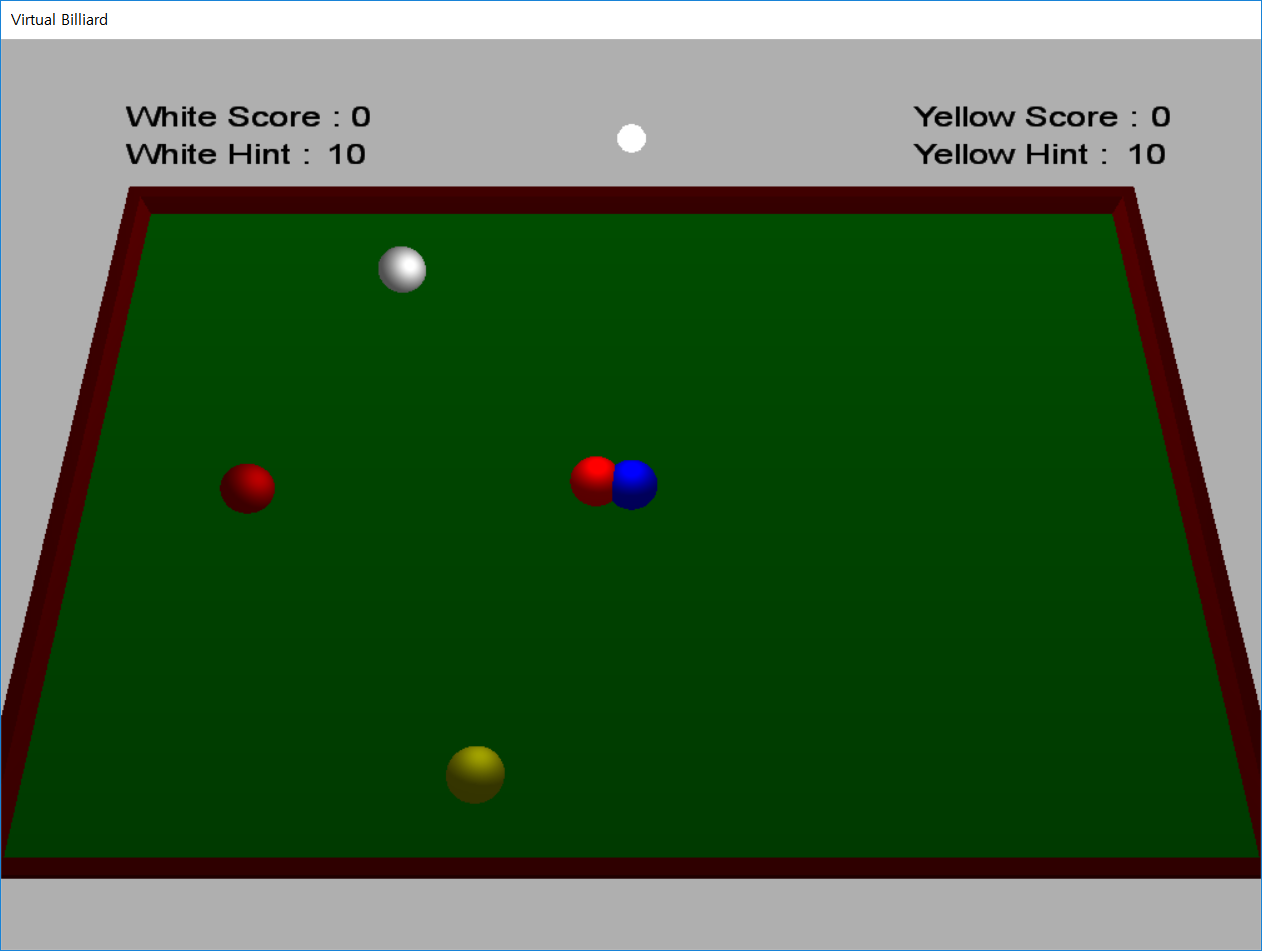 Virtual Billiard
White Score : 0
White Hint : 10
Yellow Score : 0
Yellow Hint : 10